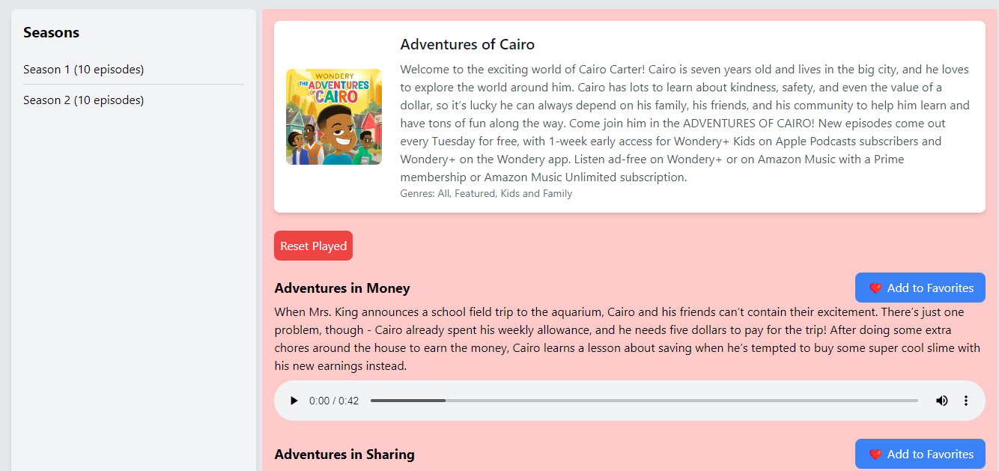 Seasons
Season 1 (10 episodes)
Season 2 (10 episodes)
WONDERY
THE ADVENTURES
OF CAIRO
Adventures of Cairo
Welcome to the exciting world of Cairo Carter! Cairo is seven years old and lives in the big city, and he loves
to explore the world around him. Cairo has lots to learn about kindness, safety, and even the value of a
dollar, so it’s lucky he can always depend on his family, his friends, and his community to help him learn and
have tons of fun along the way. Come join him in the ADVENTURES OF CAIRO! New episodes come out
every Tuesday for free, with 1-week early access for Wondery+ Kids on Apple Podcasts subscribers and
Wondery+ on the Wondery app. Listen ad-free on Wondery+ or on Amazon Music with a Prime
membership or Amazon Music Unlimited subscription.
Genres: All, Featured, Kids and Family
Reset Played
Adventures in Money
❤️ Add to Favorites
When Mrs. King announces a school field trip to the aquarium, Cairo and his friends can’t contain their excitement. There’s just one
problem, though - Cairo already spent his weekly allowance, and he needs five dollars to pay for the trip! After doing some extra
chores around the house to earn the money, Cairo learns a lesson about saving when he’s tempted to buy some super cool slime with
his new earnings instead.
0:00 / 0:42
Adventures in Sharing
❤️ Add to Favorites